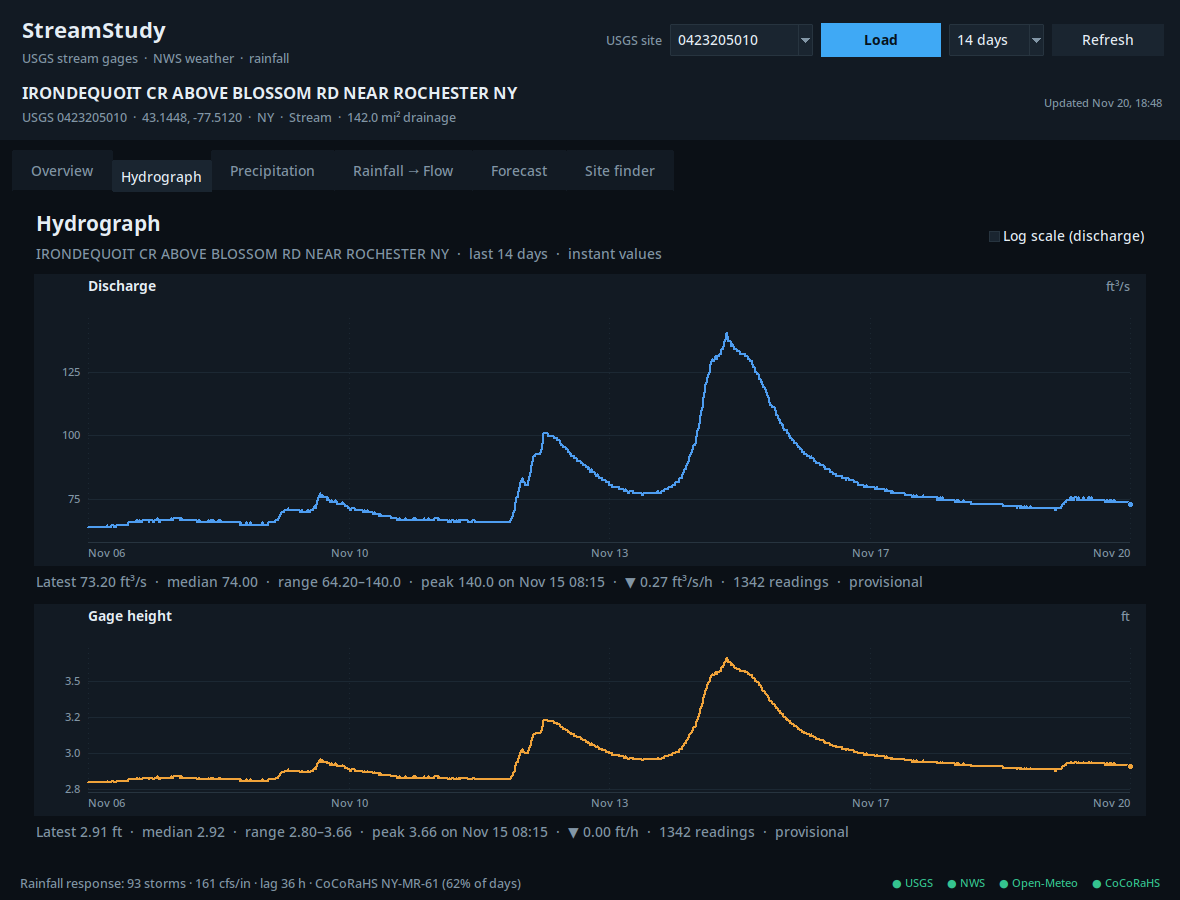 StreamStudy
USGS stream gages · NWS weather · rainfall
USGS site 0423205010 Load 14 days Refresh
IRONDEQUOIT CR ABOVE BLOSSOM RD NEAR ROCHESTER NY
USGS 0423205010 · 43.1448, -77.5120 · NY · Stream · 142.0 mi² drainage
Updated Nov 20, 18:48
Overview Hydrograph Precipitation Rainfall → Flow Forecast Site finder
Hydrograph
Log scale (discharge)
IRONDEQUOIT CR ABOVE BLOSSOM RD NEAR ROCHESTER NY · last 14 days · instant values
Discharge ft³/s
125
100
75
Nov 06 Nov 10 Nov 13 Nov 17 Nov 20
Latest 73.20 ft³/s · median 74.00 · range 64.20–140.0 · peak 140.0 on Nov 15 08:15 · ▼ 0.27 ft³/s/h · 1342 readings · provisional
Gage height ft
3.5
3.2
3.0
2.8
Nov 06 Nov 10 Nov 13 Nov 17 Nov 20
Latest 2.91 ft · median 2.92 · range 2.80–3.66 · peak 3.66 on Nov 15 08:15 · ▼ 0.00 ft/h · 1342 readings · provisional
Rainfall response: 93 storms · 161 cfs/in · lag 36 h · CoCoRaHS NY-MR-61 (62% of days)
● USGS ● NWS ● Open-Meteo ● CoCoRaHS